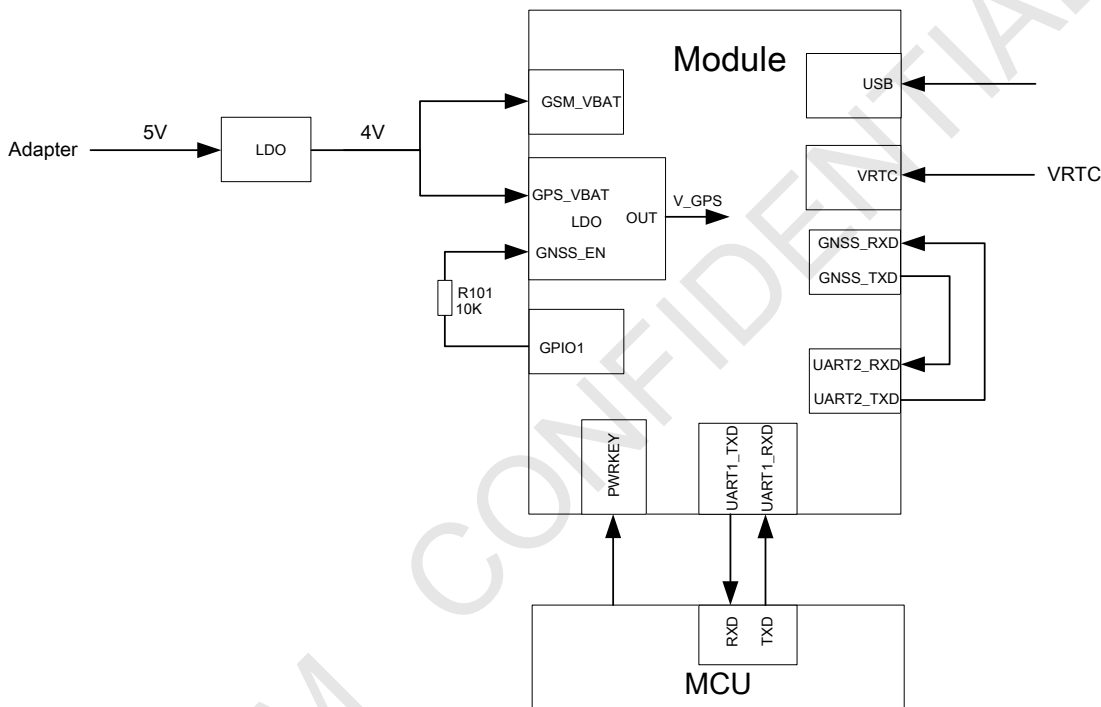 Module
USB
GSM_VBAT
5V
4V
Adapter
LDO
VRTC
VRTC
GPS_VBAT
V_GPS
LDO
OUT
GNSS_EN
GNSS_RXD
GNSS_TXD
R101
10K
GPIO1
UART2_RXD
UART2_TXD
PWRKEY
UART1_TXD
UART1_RXD
RXD
TXD
MCU
CONFIDENTIAL